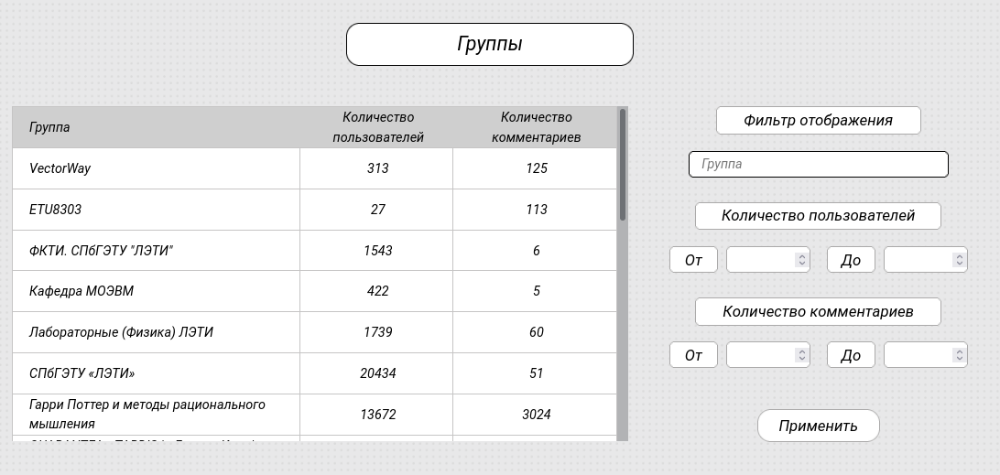 Группы
Группа
Количество
пользователей
Количество
комментариев
VectorWay 313 125
ETU8303 27 113
ФКТИ. СПбГЭТУ "ЛЭТИ" 1543 6
Кафедра МОЭВМ 422 5
Лабораторные (Физика) ЛЭТИ 1739 60
СПбГЭТУ «ЛЭТИ» 20434 51
Гарри Поттер и методы рационального
мышления 13672 3024
Фильтр отображения
Группа
Количество пользователей
От До
Количество комментариев
От До
Применить